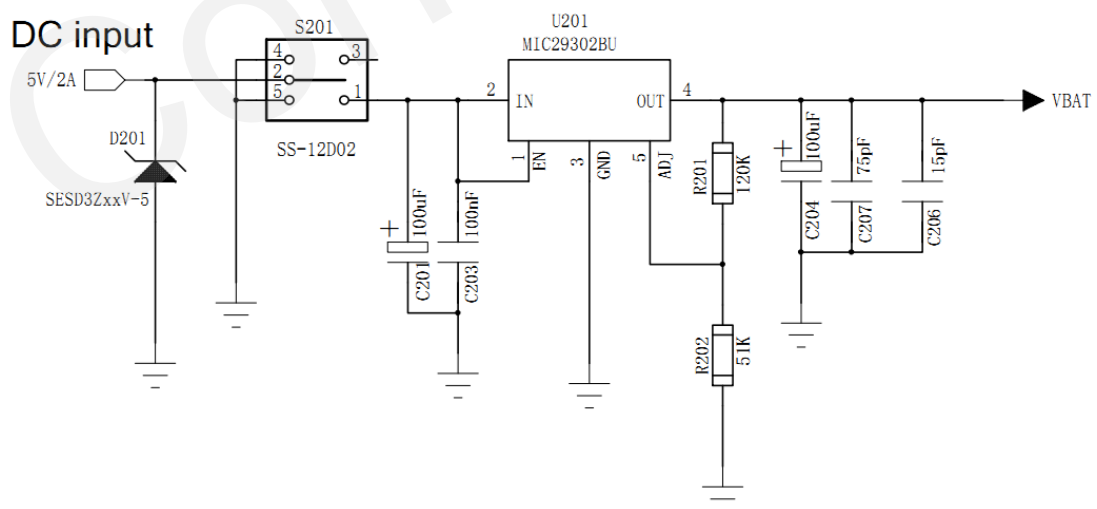 DC input
5V/2A
D201
SESD3ZxxV-5
S201
4
3
2
5
1
SS-12D02
U201
MIC29302BU
2
IN
OUT
4
1
EN
3
GND
5
ADJ
100uF
C201
100nF
C203
R201
120K
R202
51K
100uF
C204
75pF
C207
15pF
C206
VBAT